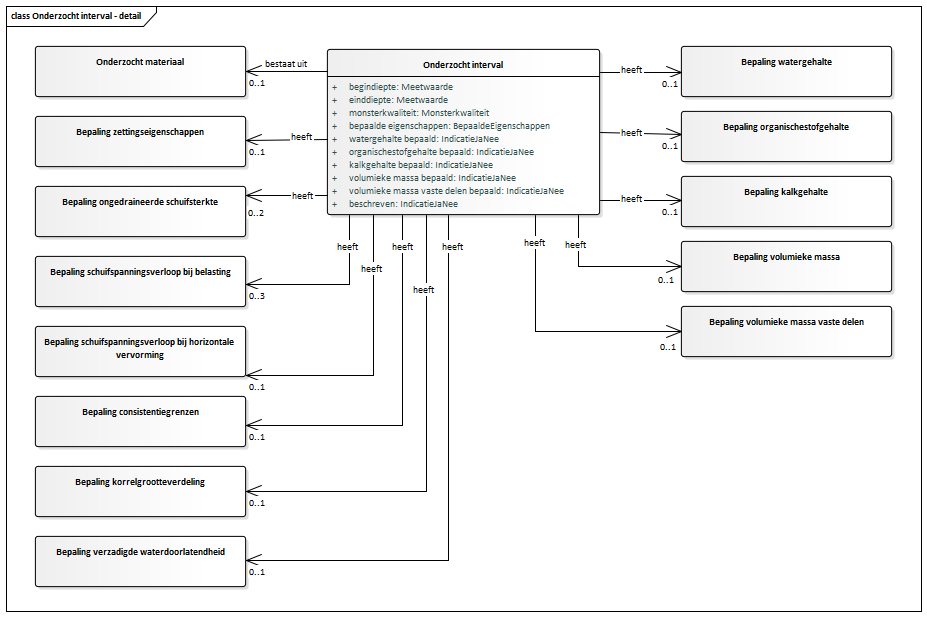 class Onderzocht interval - detail
Onderzocht materiaal
bestaat uit
0..1
Bepaling zettingseigenschappen
heeft
0..1
Bepaling ongedraineerde schuifsterkte
heeft
0..2
Bepaling schuifspanningsverloop bij belasting
heeft
0..3
Bepaling schuifspanningsverloop bij horizontale
vervorming
heeft
0..1
Bepaling consistentiegrenzen
heeft
0..1
Bepaling korrelgrootteverdeling
heeft
0..1
Bepaling verzadigde waterdoorlatendheid
heeft
0..1
Onderzocht interval
+ begindiepte: Meetwaarde
+ einddiepte: Meetwaarde
+ monsterkwaliteit: Monsterkwaliteit
+ bepaalde eigenschappen: BepaaldeEigenschappen
+ watergehalte bepaald: IndicatieJaNee
+ organischestofgehalte bepaald: IndicatieJaNee
+ kalkgehalte bepaald: IndicatieJaNee
+ volumieke massa bepaald: IndicatieJaNee
+ volumieke massa vaste delen bepaald: IndicatieJaNee
+ beschreven: IndicatieJaNee
heeft
0..1
Bepaling watergehalte
heeft
0..1
Bepaling organischestofgehalte
heeft
0..1
Bepaling kalkgehalte
heeft
0..1
Bepaling volumieke massa
heeft
0..1
Bepaling volumieke massa vaste delen